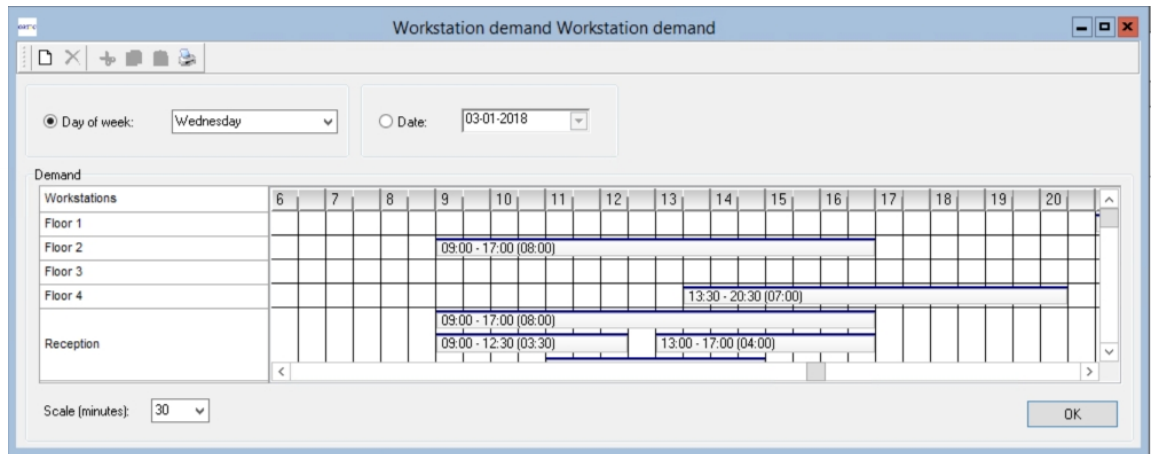 Workstation demand Workstation demand
Day of week: Wednesday Date: 03-01-2018
Demand
Workstations 6 7 8 9 10 11 12 13 14 15 16 17 18 19 20
Floor 1
Floor 2 09:00 - 17:00 (08:00)
Floor 3
Floor 4 13:30 - 20:30 (07:00)
09:00 - 17:00 (08:00)
Reception 09:00 - 12:30 (03:30) 13:00 - 17:00 (04:00)
Scale (minutes): 30 OK